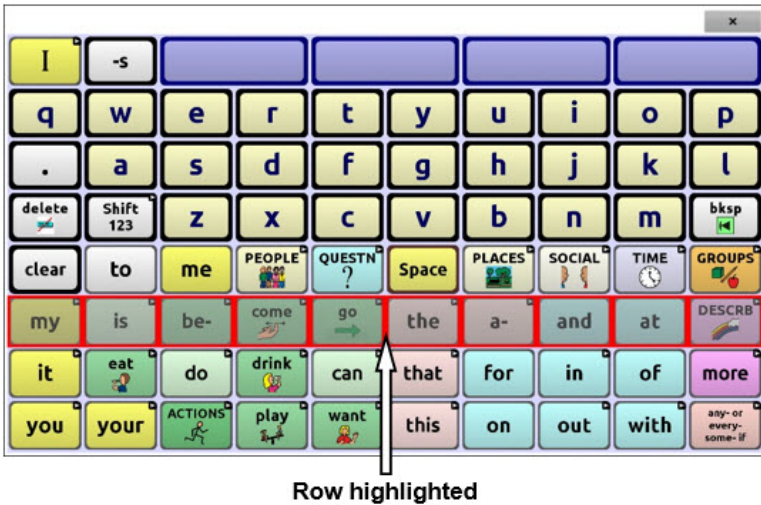 ×
I -s
q w e r t y u i o p
. a s d f g h j k l
delete Shift 123 z x c v b n m bksp
clear to me PEOPLE QUESTN ? Space PLACES SOCIAL TIME GROUPS
my is be- come go the a- and at DESCRB
it eat do drink can that for in of more
you your ACTIONS play want this on out with any- or every- some- if
Row highlighted